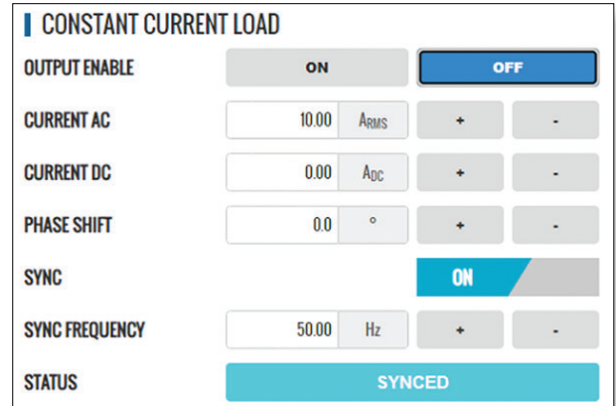 CONSTANT CURRENT LOAD
OUTPUT ENABLE ON OFF
CURRENT AC 10.00 ARMS + -
CURRENT DC 0.00 ADC + -
PHASE SHIFT 0.0 ° + -
SYNC ON
SYNC FREQUENCY 50.00 Hz + -
STATUS SYNCED